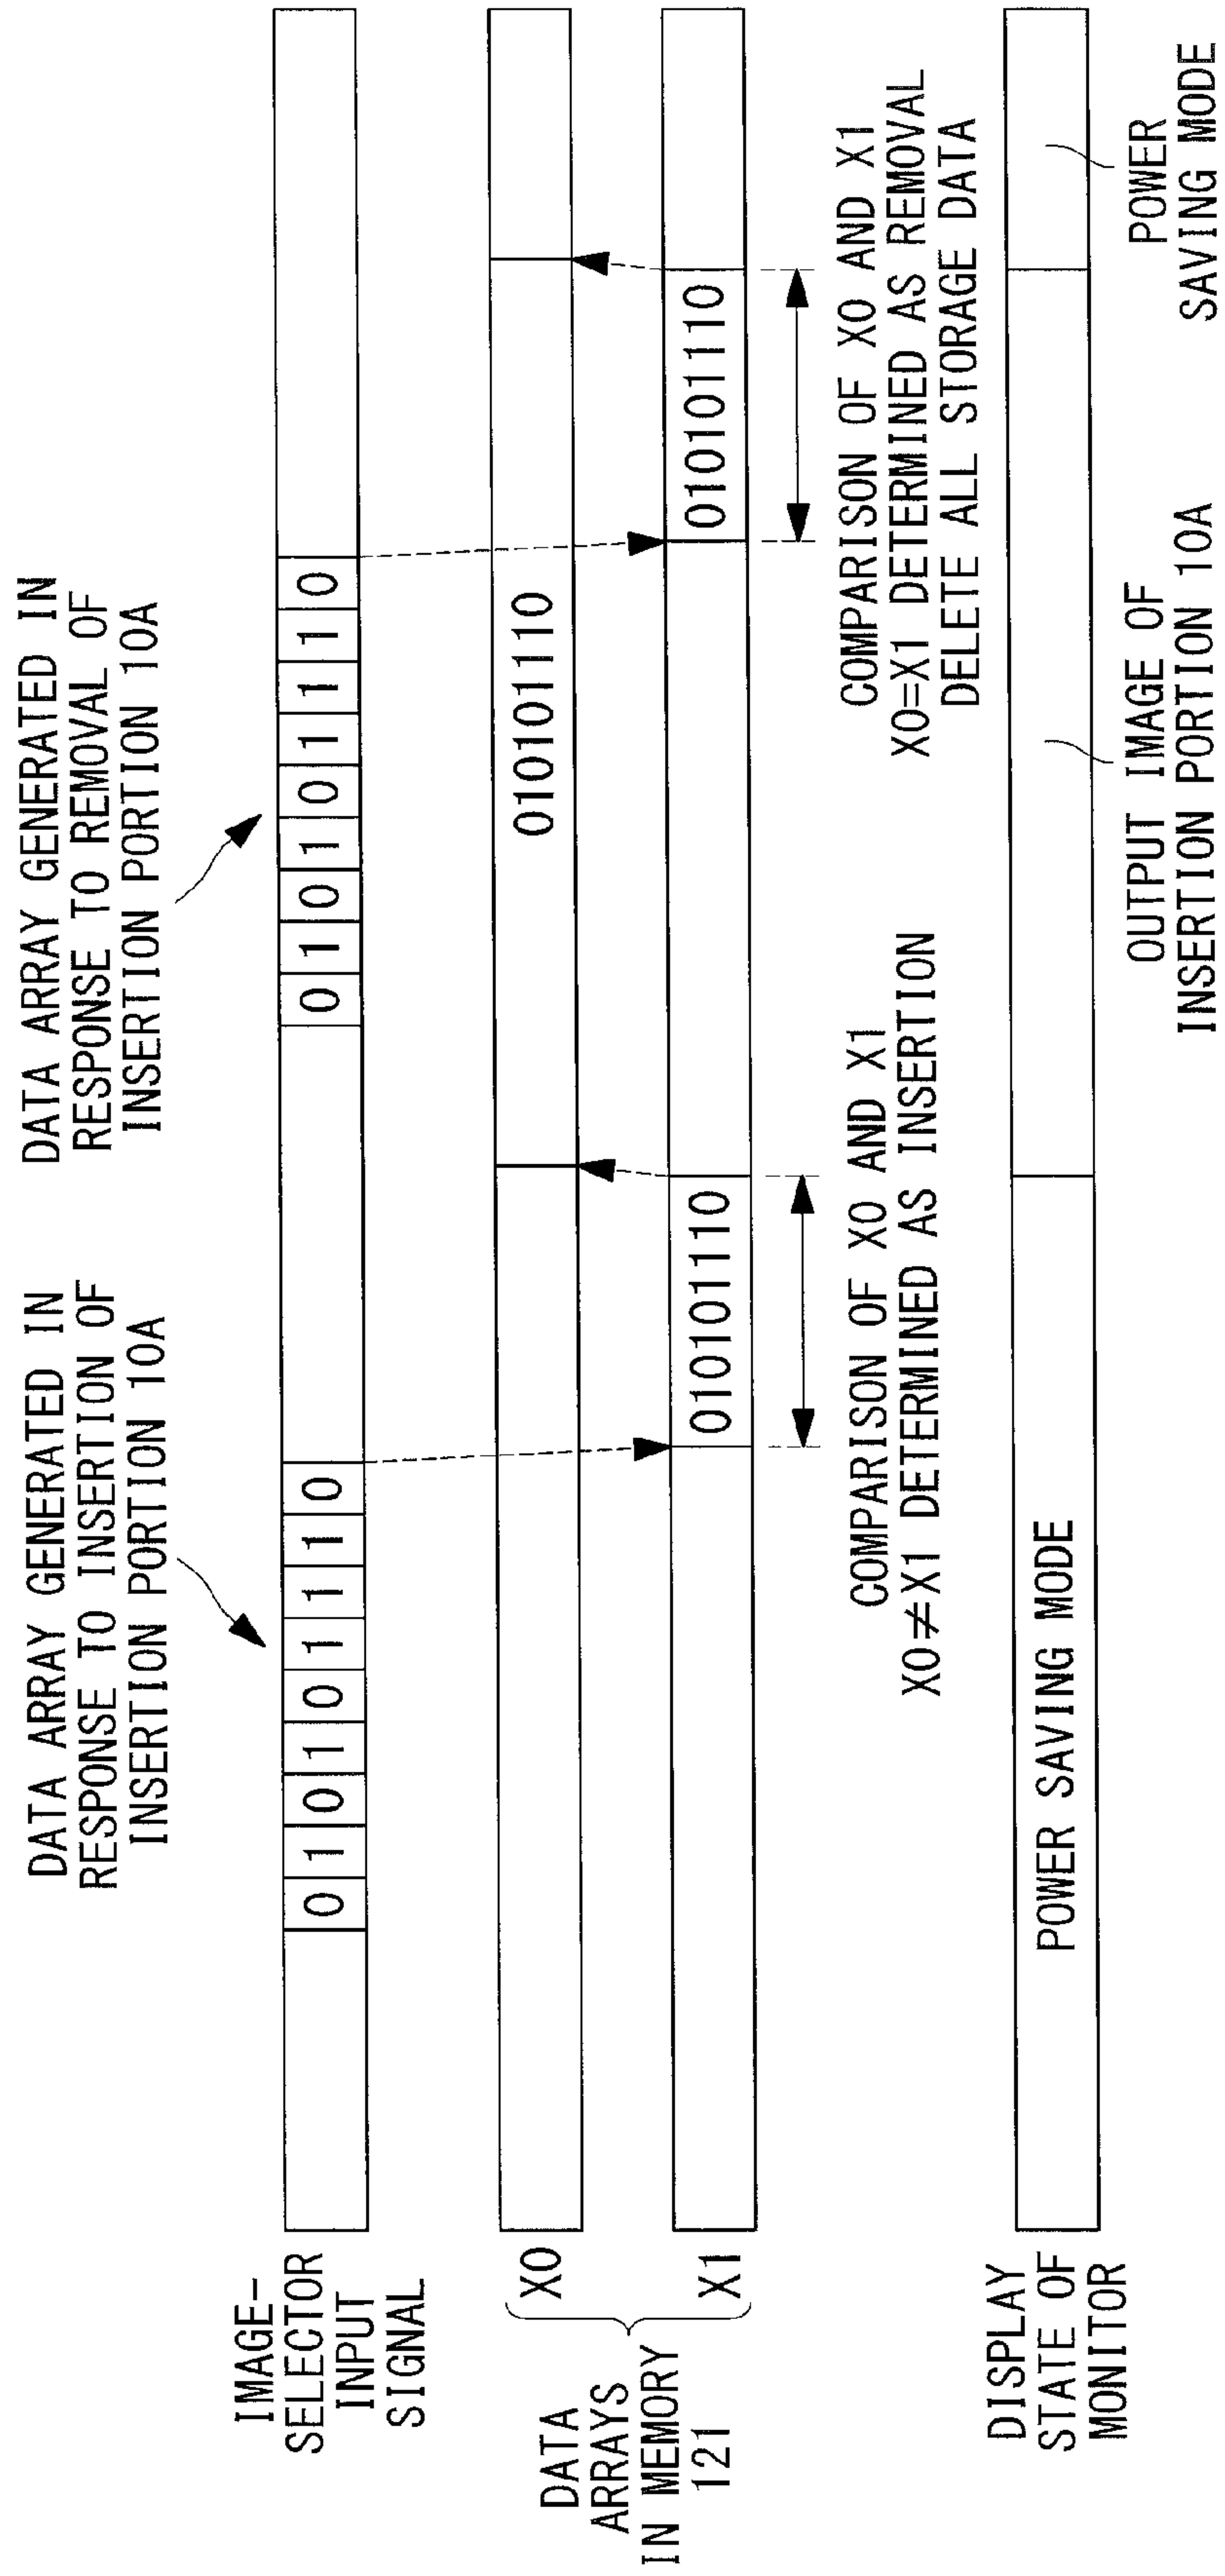 DATA ARRAY GENERATED IN
RESPONSE TO INSERTION OF
INSERTION PORTION 10A
DATA ARRAY GENERATED IN
RESPONSE TO REMOVAL OF
INSERTION PORTION 10A
IMAGE-
SELECTOR
INPUT
SIGNAL
0 1 0 1 0 1 1 1 0
0 1 0 1 0 1 1 1 0
DATA
ARRAYS
IN MEMORY
121
X0
010101110
X1
010101110
010101110
COMPARISON OF X0 AND X1
X0≠X1 DETERMINED AS INSERTION
COMPARISON OF X0 AND X1
X0=X1 DETERMINED AS REMOVAL
DELETE ALL STORAGE DATA
DISPLAY
STATE OF
MONITOR
POWER SAVING MODE
OUTPUT IMAGE OF
INSERTION PORTION 10A
POWER
SAVING MODE